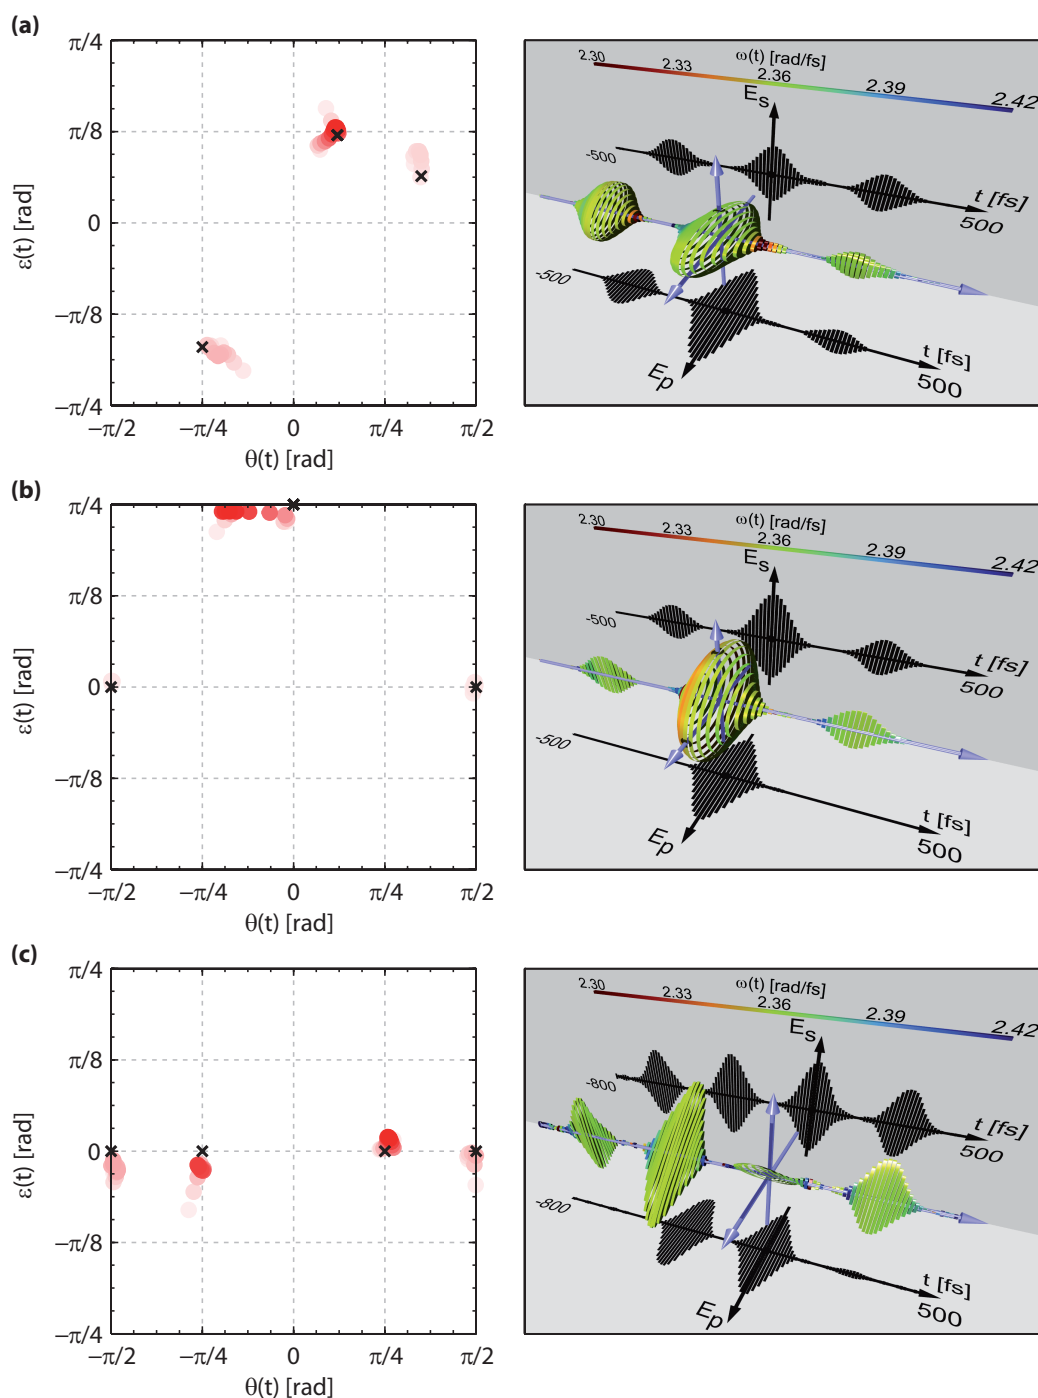 (a)
π/4
π/8
0
−π/8
−π/4
ε(t) [rad]
−π/2 −π/4 0 π/4 π/2
θ(t) [rad]
2.30 2.33 2.36 2.39 2.42
ω(t) [rad/fs]
Es
-500
t [fs]
500
-500
Ep
t [fs]
500
(b)
π/4
π/8
0
−π/8
−π/4
ε(t) [rad]
−π/2 −π/4 0 π/4 π/2
θ(t) [rad]
2.30 2.33 2.36 2.39 2.42
ω(t) [rad/fs]
Es
-500
t [fs]
500
-500
Ep
t [fs]
500
(c)
π/4
π/8
0
−π/8
−π/4
ε(t) [rad]
−π/2 −π/4 0 π/4 π/2
θ(t) [rad]
2.30 2.33 2.36 2.39 2.42
ω(t) [rad/fs]
Es
-800
t [fs]
500
-800
Ep
t [fs]
500